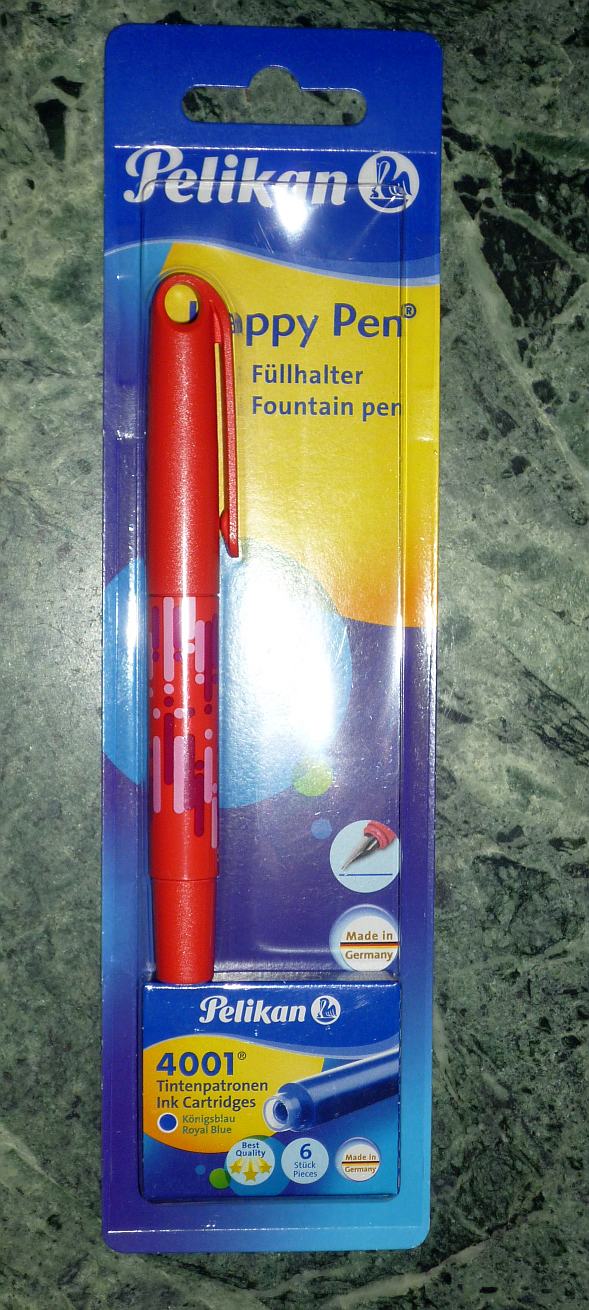 Pelikan
Happy Pen®
Füllhalter
Fountain pen
Made in
Germany
Pelikan
4001®
Tintenpatronen
Ink Cartridges
Königsblau
Royal Blue
Best
Quality
6
Stück
Pieces
Made in
Germany